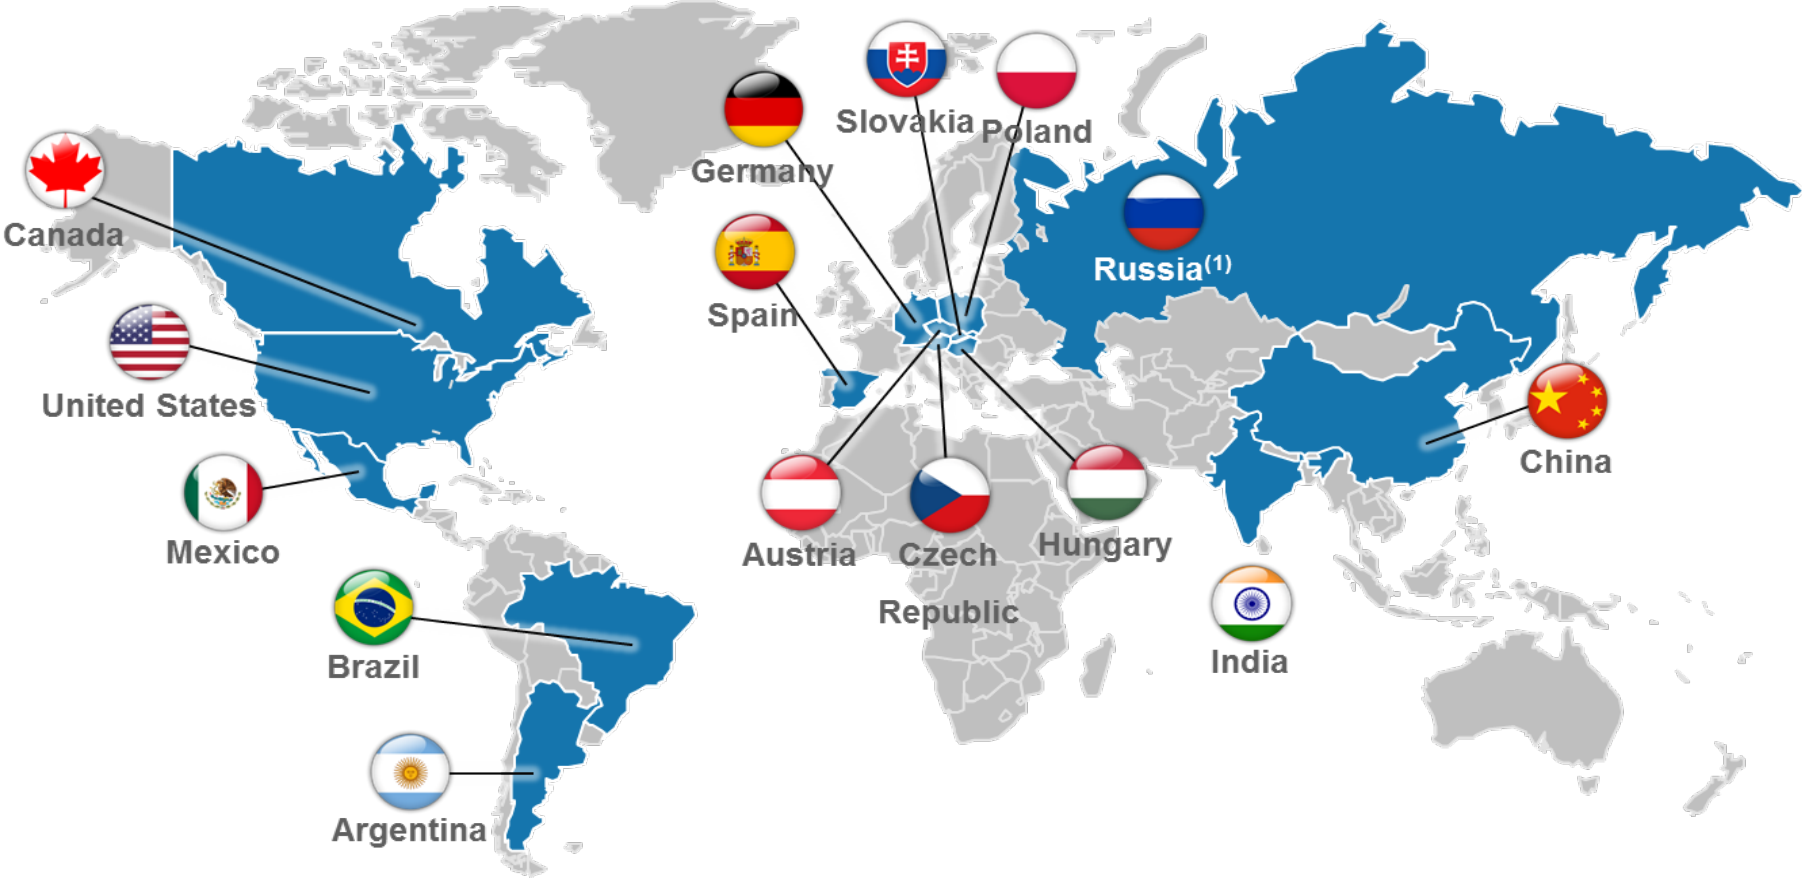 Slovakia
Poland
Germany
Canada
Russia(1)
Spain
United States
China
Mexico
Austria
Czech
Republic
Hungary
Brazil
India
Argentina